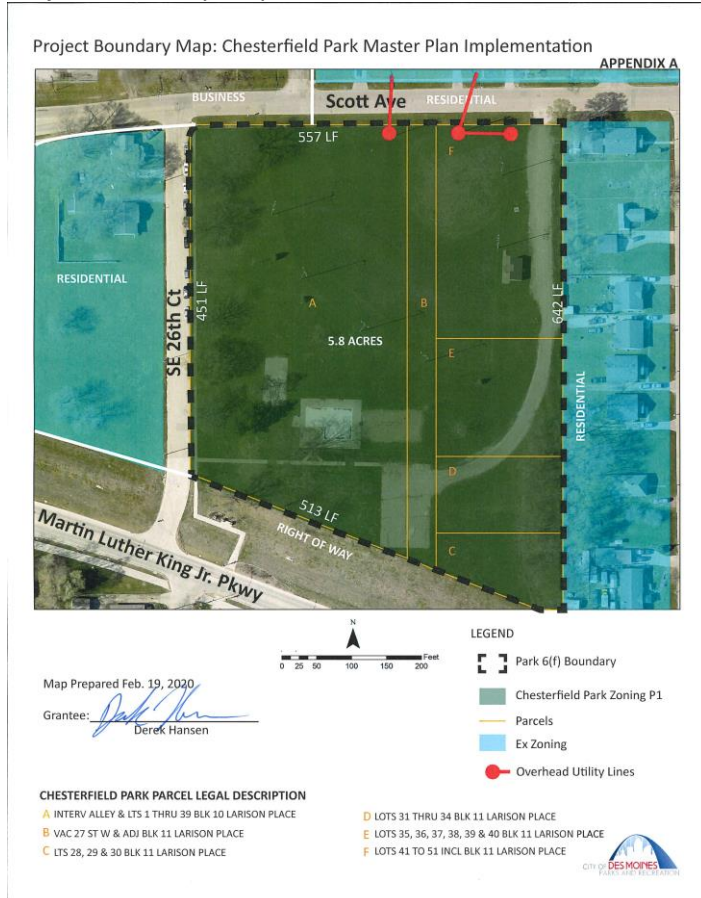 Project Boundary Map: Chesterfield Park Master Plan Implementation
APPENDIX A
BUSINESS
Scott Ave
RESIDENTIAL
557 LF
F
RESIDENTIAL
SE 26th Ct
451 LF
A
B
642 LF
5.8 ACRES
E
RESIDENTIAL
D
513 LF
RIGHT OF WAY
C
Martin Luther King Jr. Pkwy
N
Feet
0 25 50 100 150 200
LEGEND
Park 6(f) Boundary
Chesterfield Park Zoning P1
Parcels
Ex Zoning
Overhead Utility Lines
Map Prepared Feb. 19, 2020
Grantee:
Derek Hansen
CHESTERFIELD PARK PARCEL LEGAL DESCRIPTION
A INTERV ALLEY & LTS 1 THRU 39 BLK 10 LARISON PLACE
B VAC 27 ST W & ADJ BLK 11 LARISON PLACE
C LTS 28, 29 & 30 BLK 11 LARISON PLACE
D LOTS 31 THRU 34 BLK 11 LARISON PLACE
E LOTS 35, 36, 37, 38, 39 & 40 BLK 11 LARISON PLACE
F LOTS 41 TO 51 INCL BLK 11 LARISON PLACE
CITY OF DES MOINES
PARKS AND RECREATION